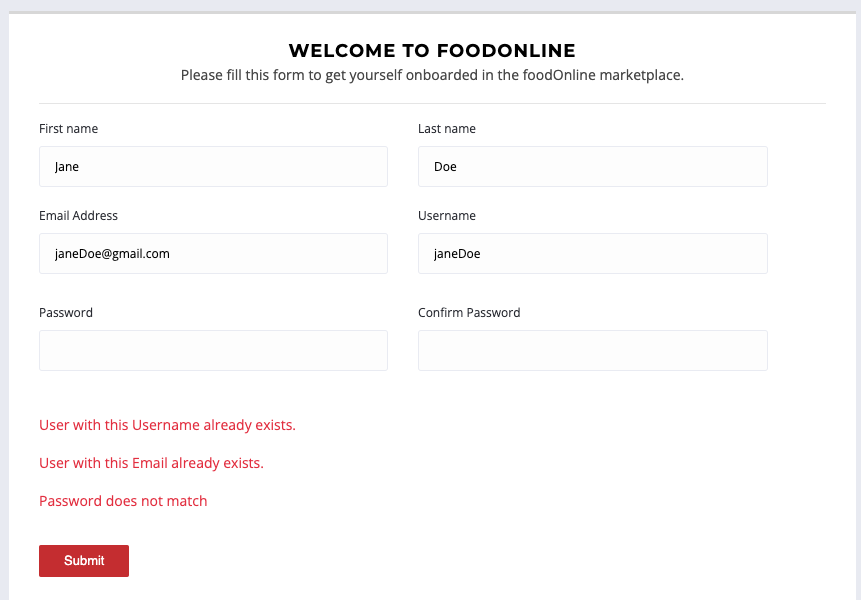 WELCOME TO FOODONLINE
Please fill this form to get yourself onboarded in the foodOnline marketplace.
First name
Last name
Jane
Doe
Email Address
Username
janeDoe@gmail.com
janeDoe
Password
Confirm Password
User with this Username already exists.
User with this Email already exists.
Password does not match
Submit